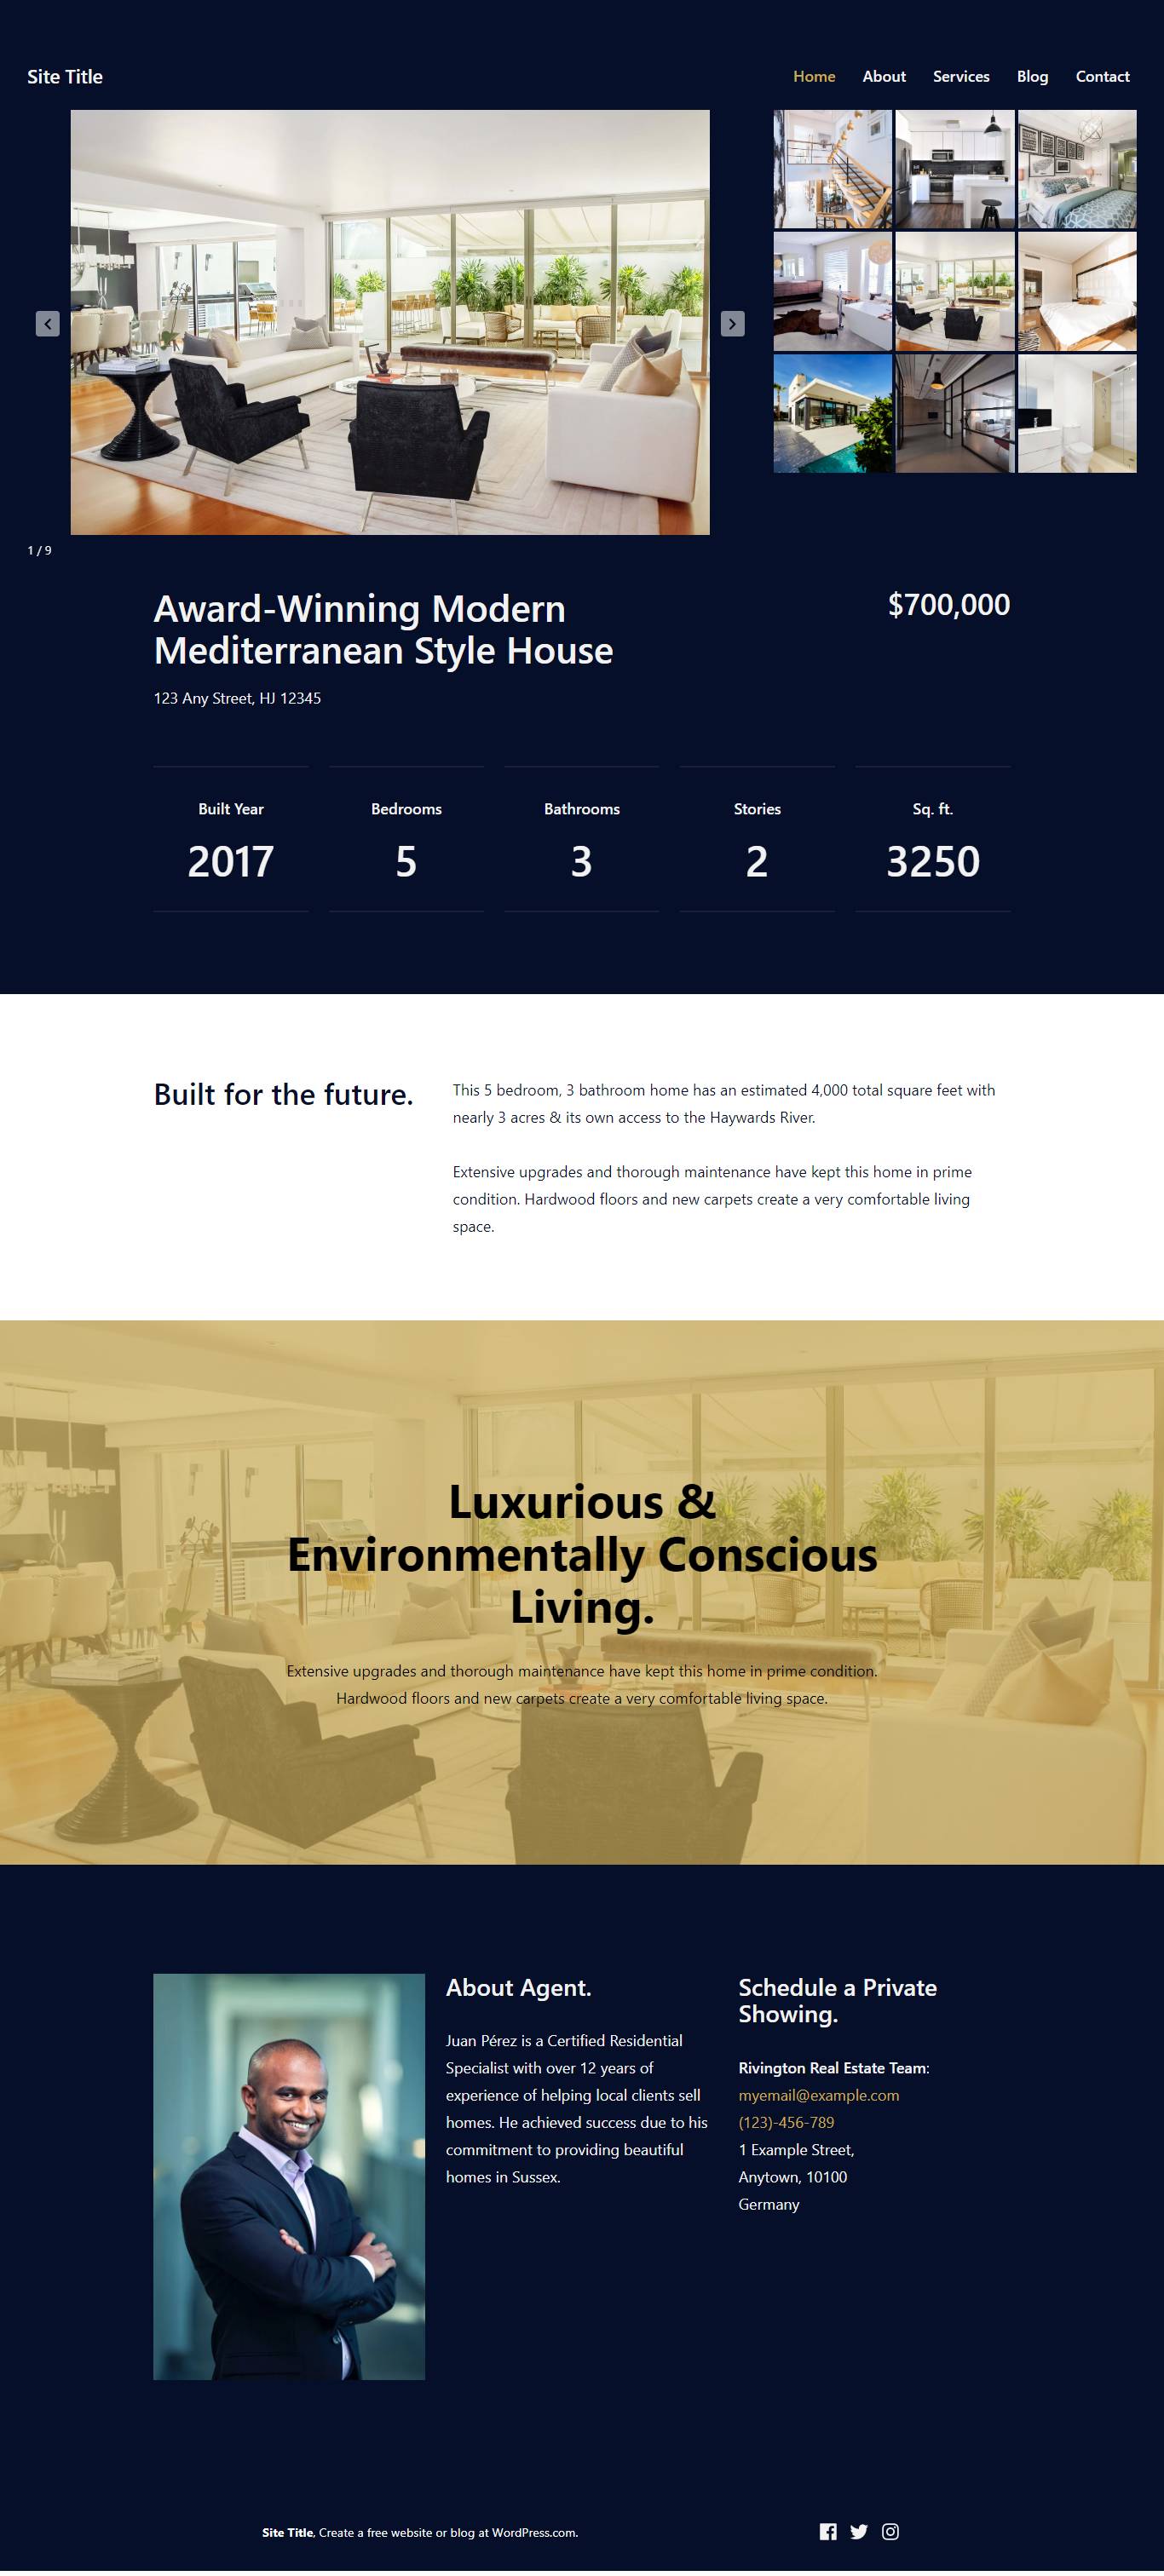 Site Title
Home About Services Blog Contact
1 / 9
Award-Winning Modern
Mediterranean Style House
$700,000
123 Any Street, HJ 12345
Built Year
2017
Bedrooms
5
Bathrooms
3
Stories
2
Sq. ft.
3250
Built for the future.
This 5 bedroom, 3 bathroom home has an estimated 4,000 total square feet with
nearly 3 acres & its own access to the Haywards River.
Extensive upgrades and thorough maintenance have kept this home in prime
condition. Hardwood floors and new carpets create a very comfortable living
space.
Luxurious &
Environmentally Conscious
Living.
Extensive upgrades and thorough maintenance have kept this home in prime condition.
Hardwood floors and new carpets create a very comfortable living space.
About Agent.
Juan Pérez is a Certified Residential
Specialist with over 12 years of
experience of helping local clients sell
homes. He achieved success due to his
commitment to providing beautiful
homes in Sussex.
Schedule a Private
Showing.
Rivington Real Estate Team:
myemail@example.com
(123)-456-789
1 Example Street,
Anytown, 10100
Germany
Site Title, Create a free website or blog at WordPress.com.